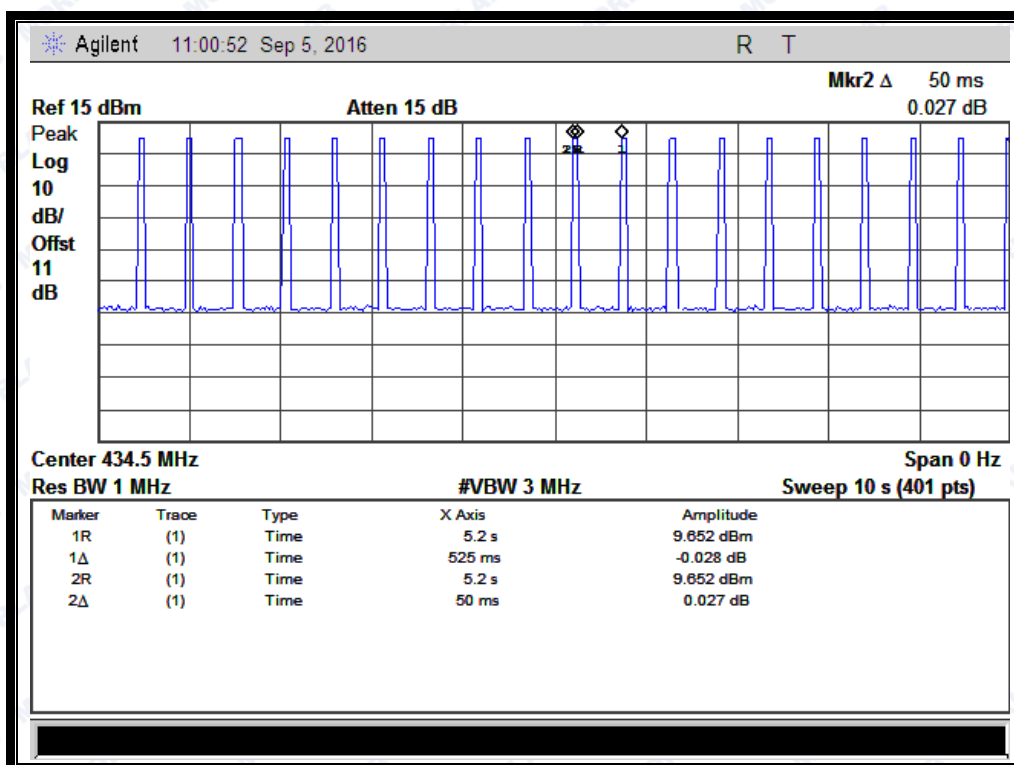 Agilent 11:00:52 Sep 5, 2016 R T
Mkr2 Δ 50 ms
Ref 15 dBm Atten 15 dB 0.027 dB
Peak
Log
10
dB/
Offst
11
dB
2R 1
Center 434.5 MHz Span 0 Hz
Res BW 1 MHz #VBW 3 MHz Sweep 10 s (401 pts)
Marker Trace Type X Axis Amplitude
1R (1) Time 5.2 s 9.652 dBm
1Δ (1) Time 525 ms -0.028 dB
2R (1) Time 5.2 s 9.652 dBm
2Δ (1) Time 50 ms 0.027 dB